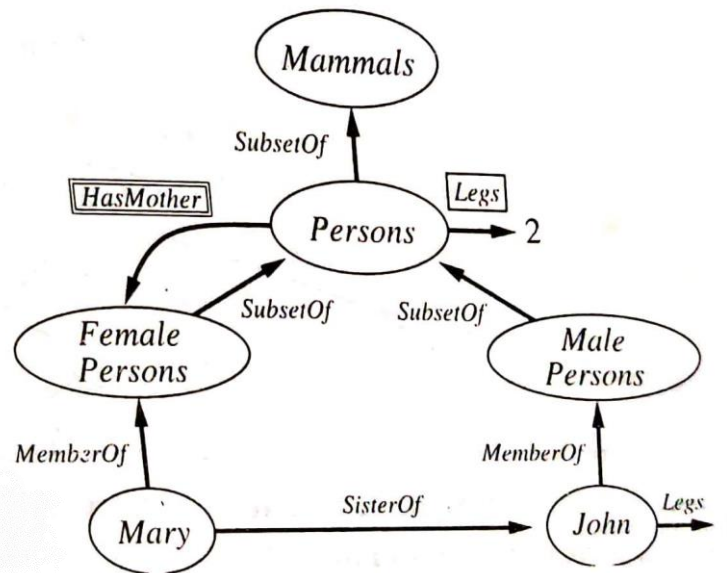 Mammals
SubsetOf
HasMother
Legs
Persons
2
SubsetOf
SubsetOf
Female
Persons
Male
Persons
MemberOf
MemberOf
SisterOf
Legs
Mary
John